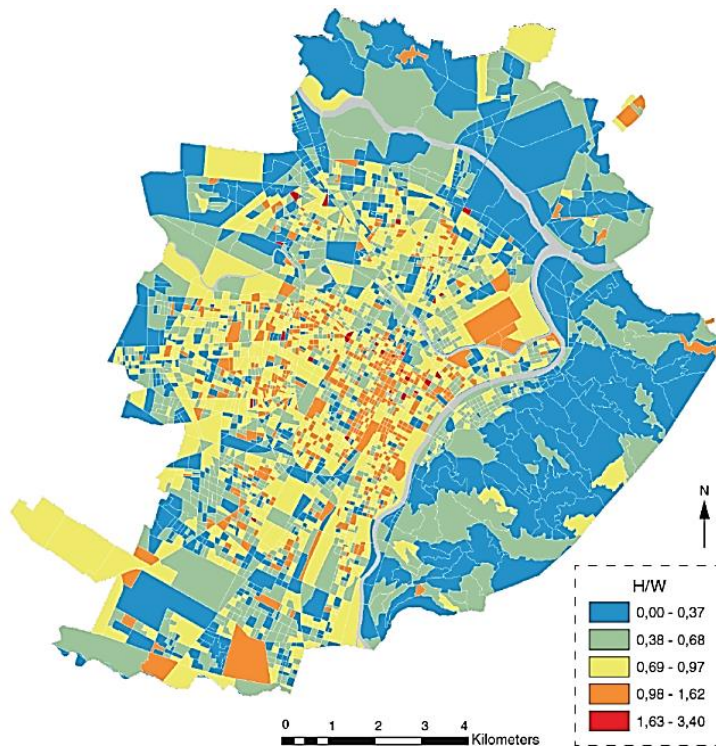 N
H/W
0,00 - 0,37
0,38 - 0,68
0,69 - 0,97
0,98 - 1,62
1,63 - 3,40
0 1 2 3 4
Kilometers